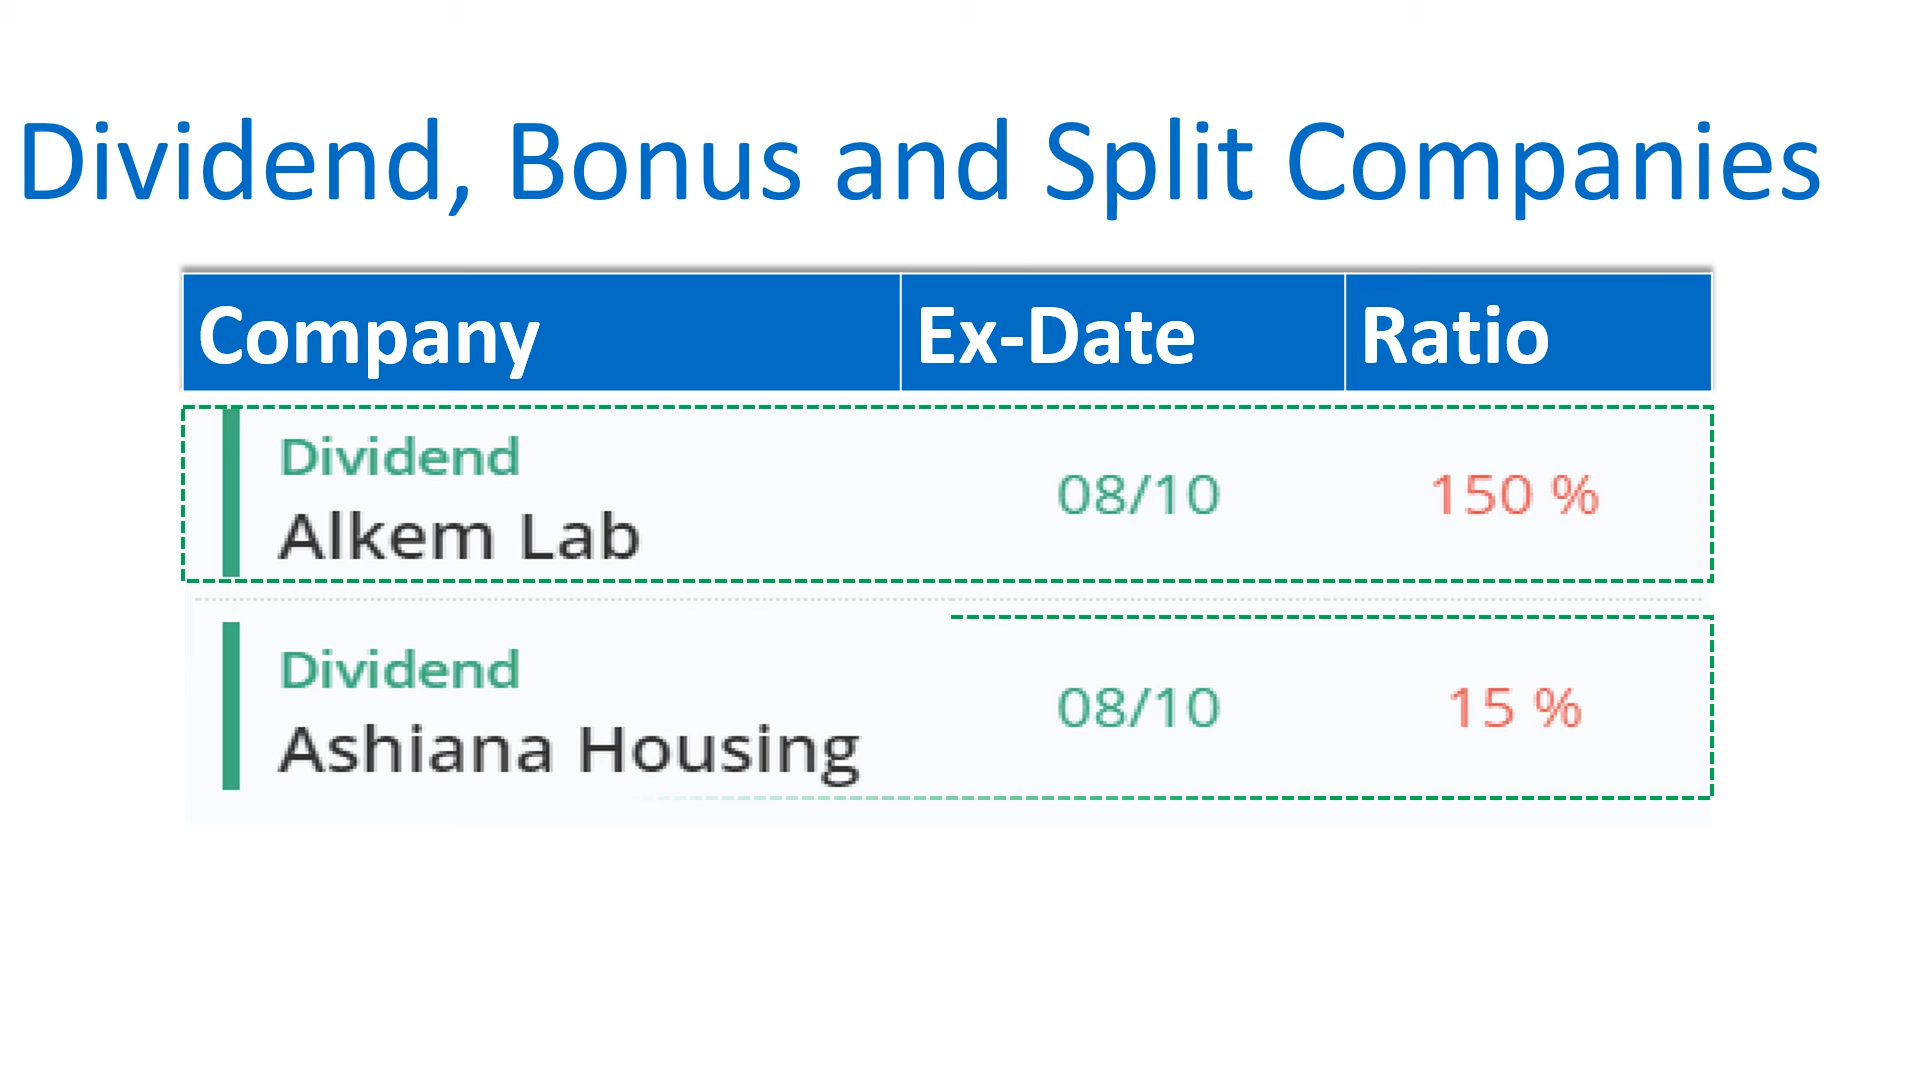 Dividend, Bonus and Split Companies
Company Ex-Date Ratio
Dividend
Alkem Lab 08/10 150 %
Dividend
Ashiana Housing 08/10 15 %